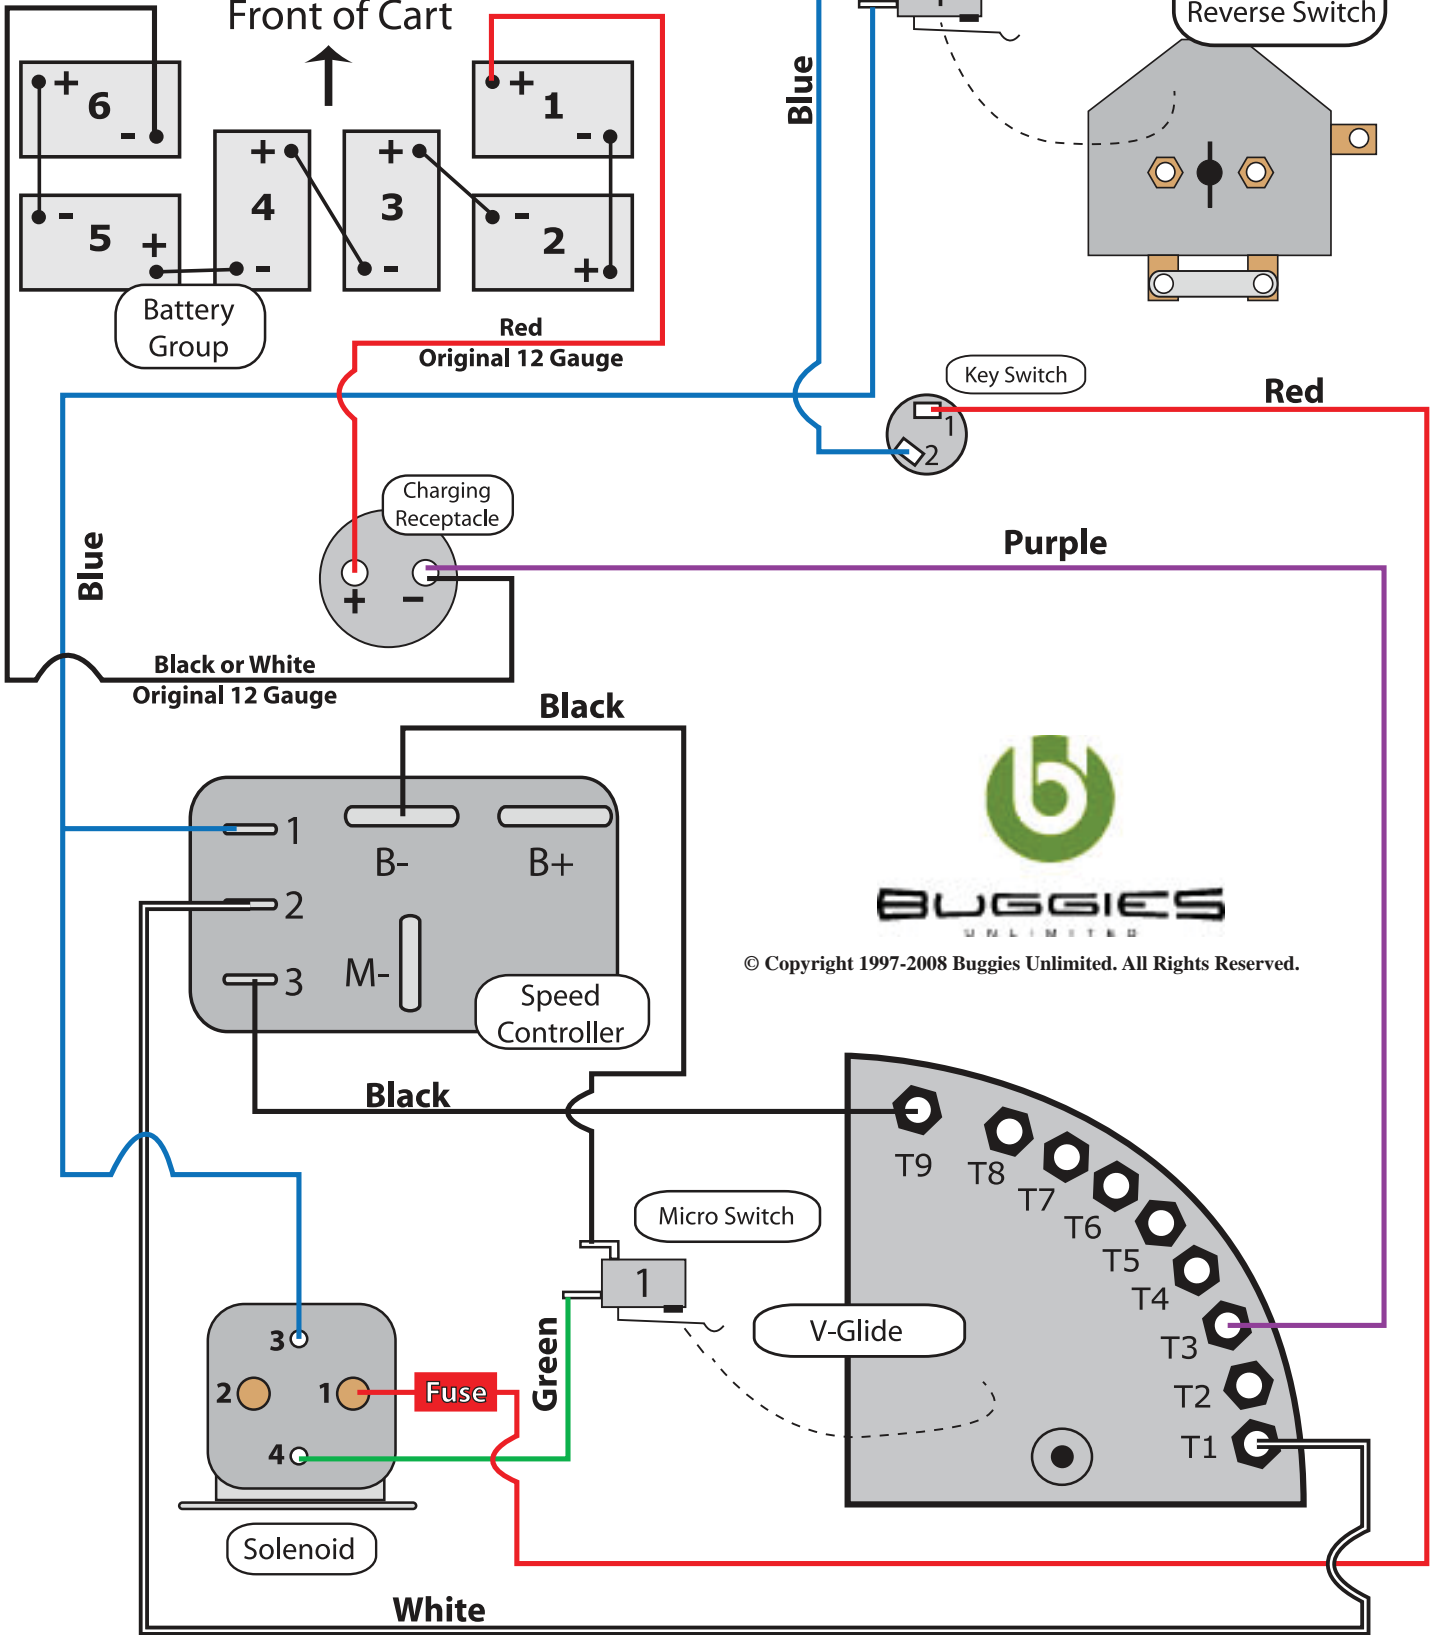 Front of Cart
Reverse Switch
1
Blue
+
6
-
+
1
-
+
4
-
+
3
-
-
5
+
-
2
+
Battery
Group
Red
Original 12 Gauge
Key Switch
1
2
Red
Charging
Receptacle
+
-
Blue
Purple
Black or White
Original 12 Gauge
Black
1
2
3
B-
B+
M-
Speed
Controller
BUGGIES
UNLIMITED
© Copyright 1997-2008 Buggies Unlimited. All Rights Reserved.
Black
T9
T8
T7
T6
T5
T4
T3
T2
T1
Micro Switch
1
V-Glide
3
2
1
4
Fuse
Green
Solenoid
White